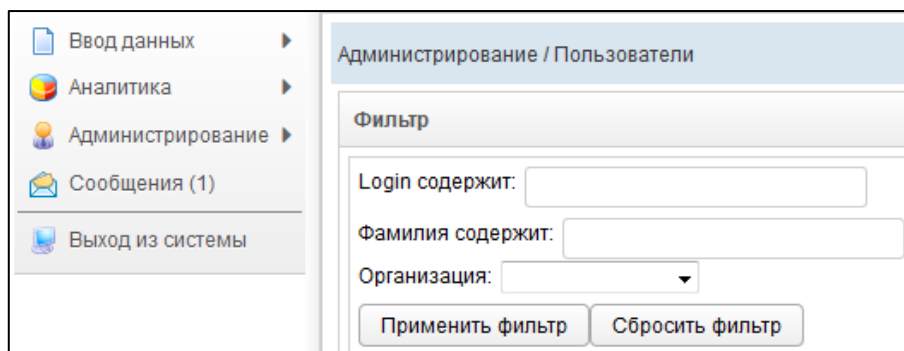 Ввод данных
Аналитика
Администрирование
Сообщения (1)
Выход из системы
Администрирование / Пользователи
Фильтр
Login содержит:
Фамилия содержит:
Организация:
Применить фильтр Сбросить фильтр